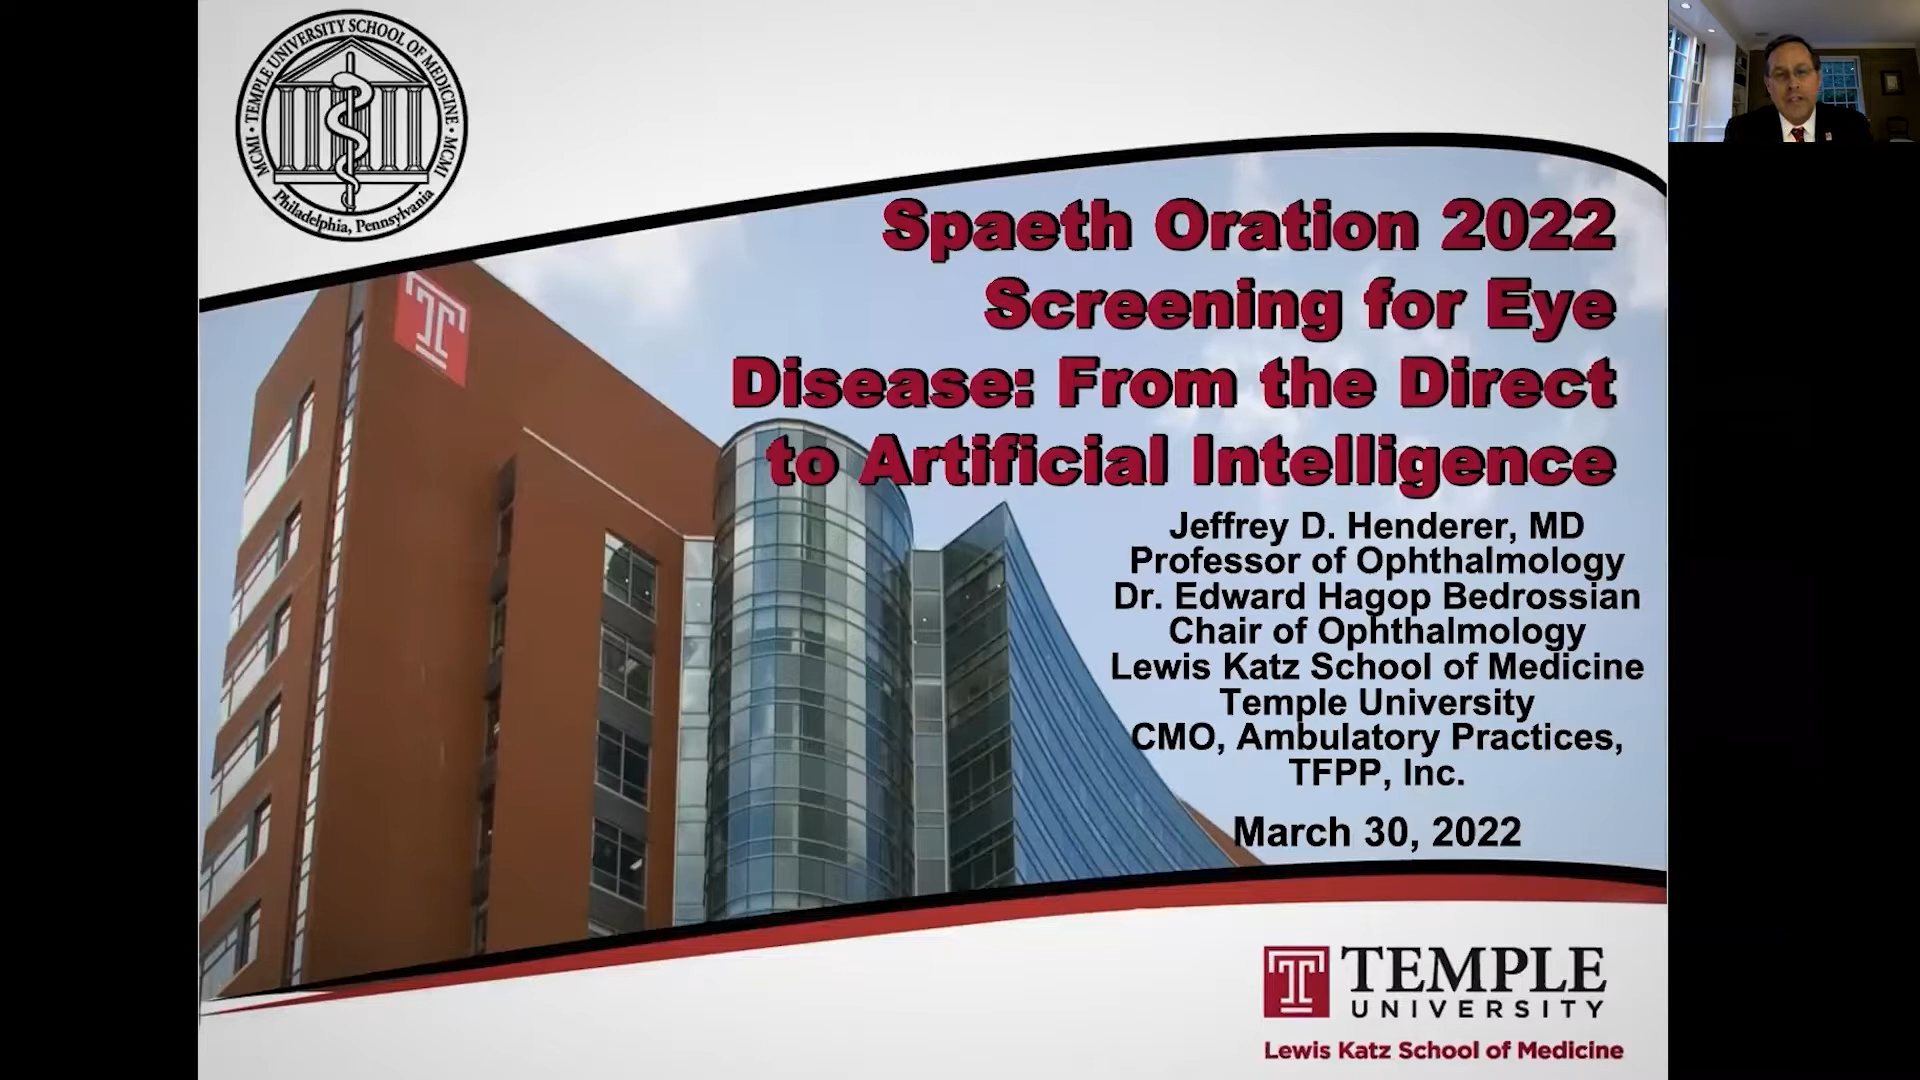 • TEMPLE UNIVERSITY SCHOOL OF MEDICINE •
MCMI
MCMI
Philadelphia, Pennsylvania
Spaeth Oration 2022
Screening for Eye
Disease: From the Direct
to Artificial Intelligence
Jeffrey D. Henderer, MD
Professor of Ophthalmology
Dr. Edward Hagop Bedrossian
Chair of Ophthalmology
Lewis Katz School of Medicine
Temple University
CMO, Ambulatory Practices,
TFPP, Inc.
March 30, 2022
TEMPLE
UNIVERSITY
Lewis Katz School of Medicine